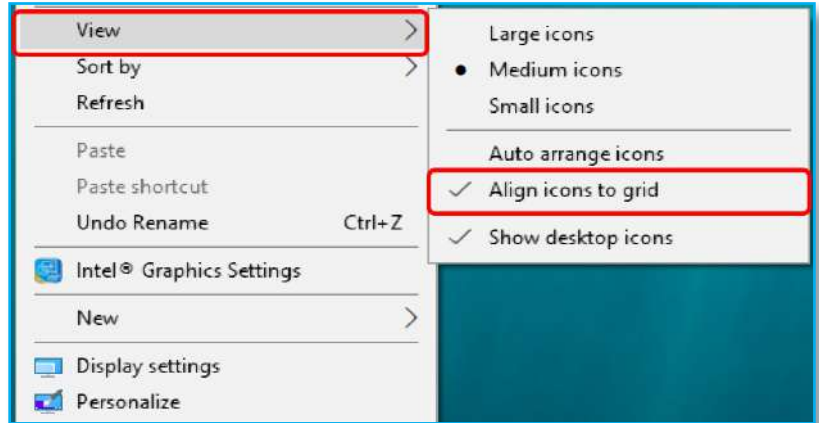 View
Sort by
Refresh
Paste
Paste shortcut
Undo Rename Ctrl+Z
Intel® Graphics Settings
New
Display settings
Personalize
Large icons
Medium icons
Small icons
Auto arrange icons
Align icons to grid
Show desktop icons